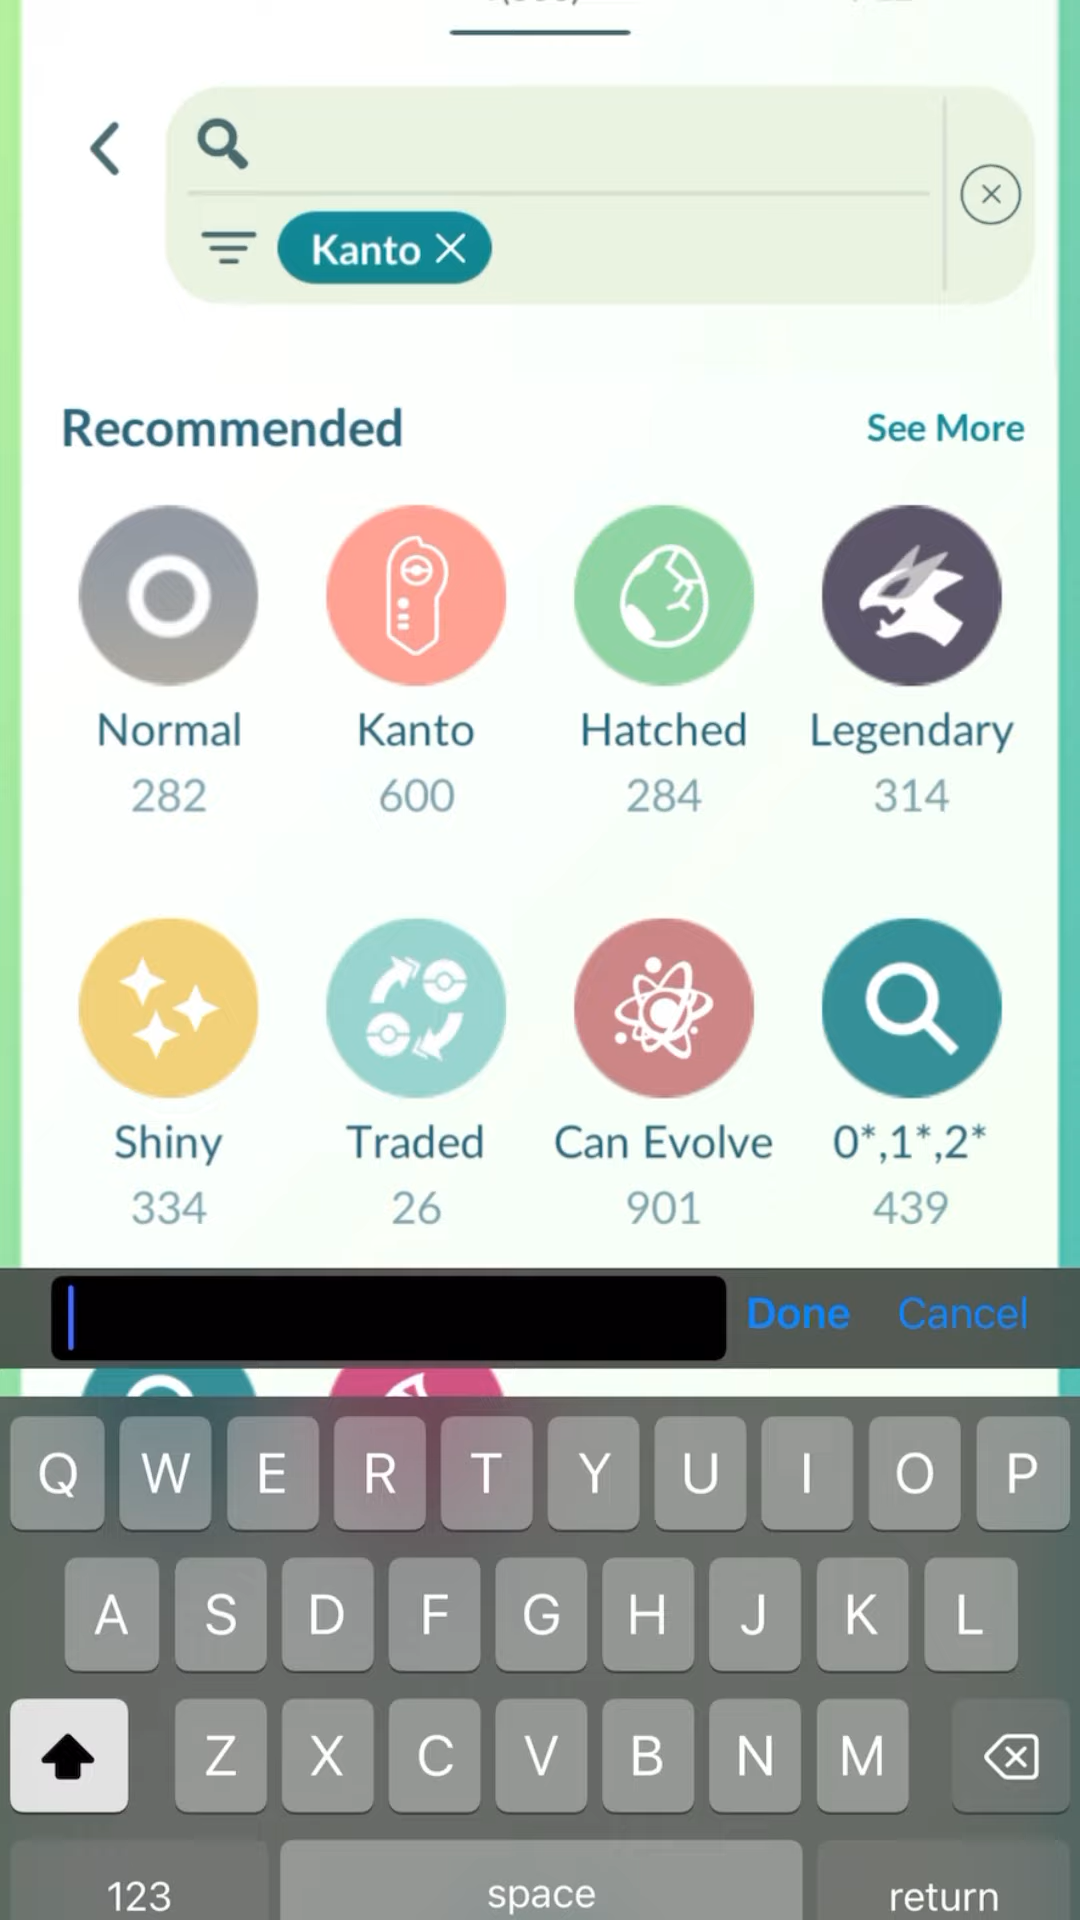 Kanto
Recommended See More
Normal Kanto Hatched Legendary
282 600 284 314
Shiny Traded Can Evolve 0*,1*,2*
334 26 901 439
Done Cancel
Q W E R T Y U I O P
A S D F G H J K L
Z X C V B N M
123 space return